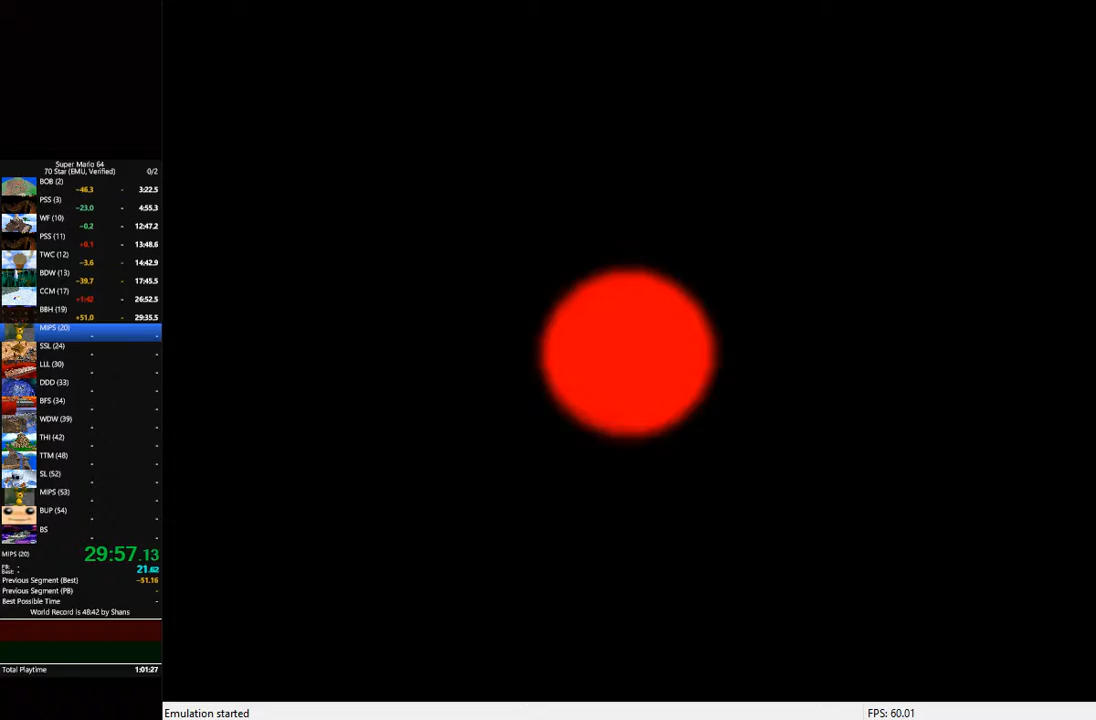 Super Mario 64
70 Star (EMU, Verified) 0/2
BOB (2)
−46.3 - 3:22.5
PSS (3)
−23.0 - 4:55.3
WF (10)
−0.2 - 12:47.2
PSS (11)
+0.1 - 13:48.6
TWC (12)
−3.6 - 14:42.9
BDW (13)
−39.7 - 17:45.5
CCM (17)
+1:42 - 26:52.5
BBH (19)
+51.0 - 29:35.5
MIPS (20)
- -
SSL (24)
- -
LLL (30)
- -
DDD (33)
- -
BFS (34)
- -
WDW (39)
- -
THI (42)
- -
TTM (48)
- -
SL (52)
- -
MIPS (53)
- -
BUP (54)
- -
BS
- -
MIPS (20) 29:57.13
PB: -
Best: - 21.62
Previous Segment (Best) −51.16
Previous Segment (PB) -
Best Possible Time -
World Record is 48:42 by Shans
Total Playtime 1:01:27
Emulation started FPS: 60.01